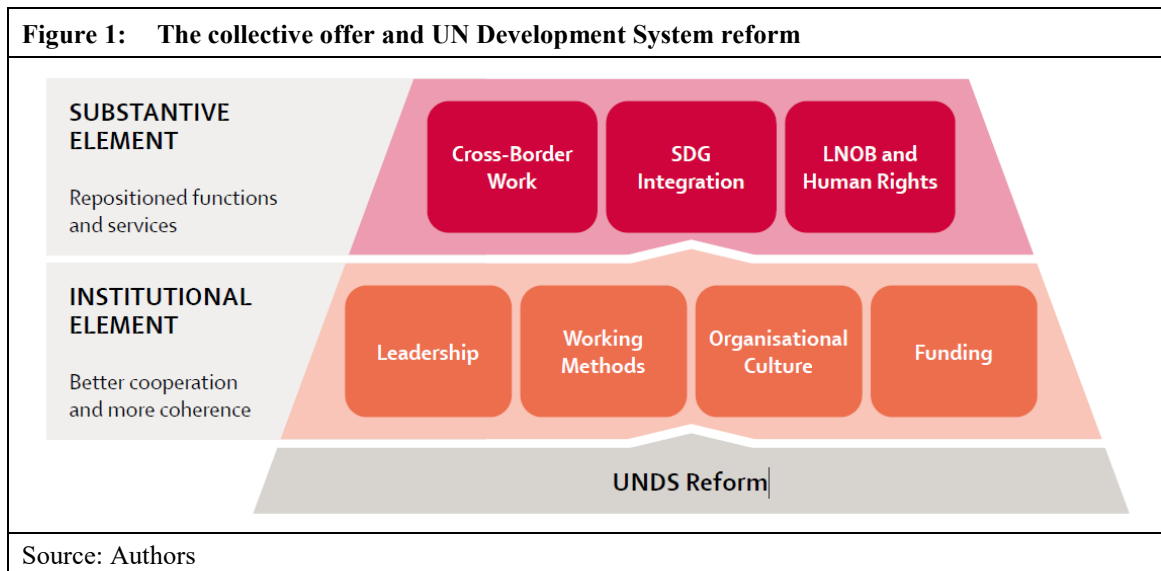 Figure 1: The collective offer and UN Development System reform
SUBSTANTIVE
ELEMENT
Repositioned functions
and services
Cross-Border
Work
SDG
Integration
LNOB and
Human Rights
INSTITUTIONAL
ELEMENT
Better cooperation
and more coherence
Leadership
Working
Methods
Organisational
Culture
Funding
UNDS Reform
Source: Authors